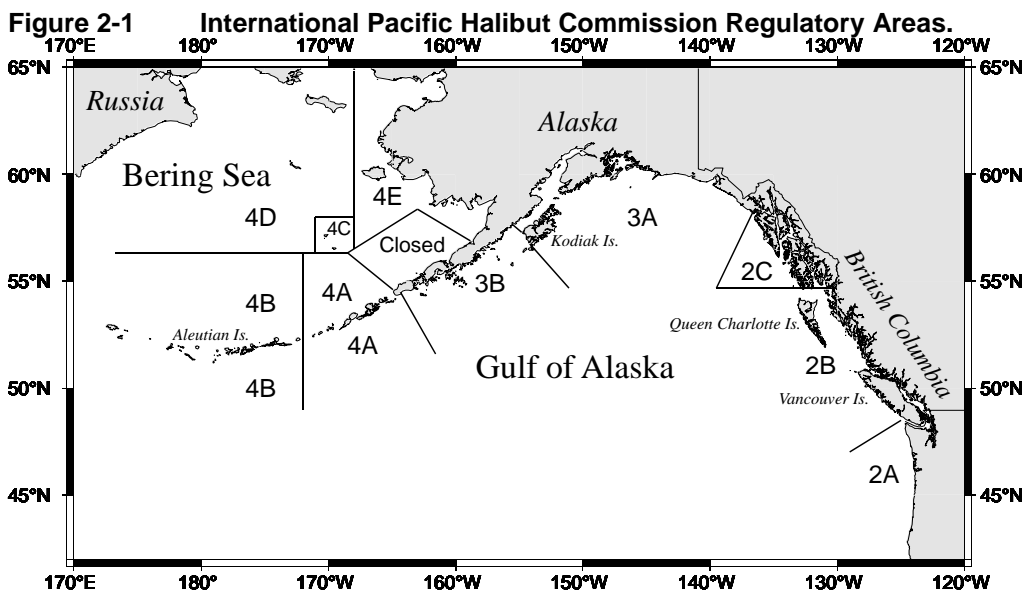 Figure 2-1 International Pacific Halibut Commission Regulatory Areas.
170°E 180° 170°W 160°W 150°W 140°W 130°W 120°W
65°N 65°N
Russia
Alaska
Bering Sea
60°N 60°N
4E
4D 4C 3A
Closed Kodiak Is.
2C
55°N 55°N
4A 3B
4B
British Columbia
Queen Charlotte Is.
Aleutian Is.
4A
Gulf of Alaska 2B
4B
50°N 50°N
Vancouver Is.
2A
45°N 45°N
170°E 180° 170°W 160°W 150°W 140°W 130°W 120°W